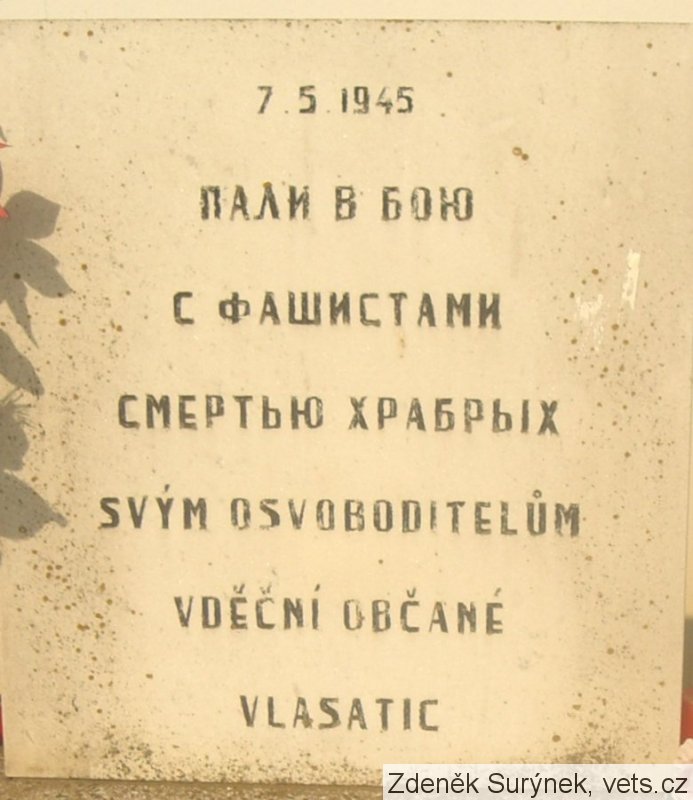 7.5.1945
ПАЛИ В БОЮ
С ФАШИСТАМИ
СМЕРТЬЮ ХРАБРЫХ
SVÝM OSVOBODITELŮM
VDĚČNÍ OBČANÉ
VLASATIC
Zdeněk Surýnek, vets.cz